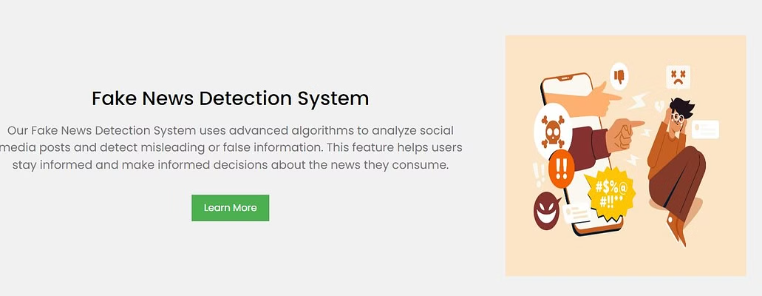 Fake News Detection System
Our Fake News Detection System uses advanced algorithms to analyze social
media posts and detect misleading or false information. This feature helps users
stay informed and make informed decisions about the news they consume.
Learn More
!!
#$%@
#!!**